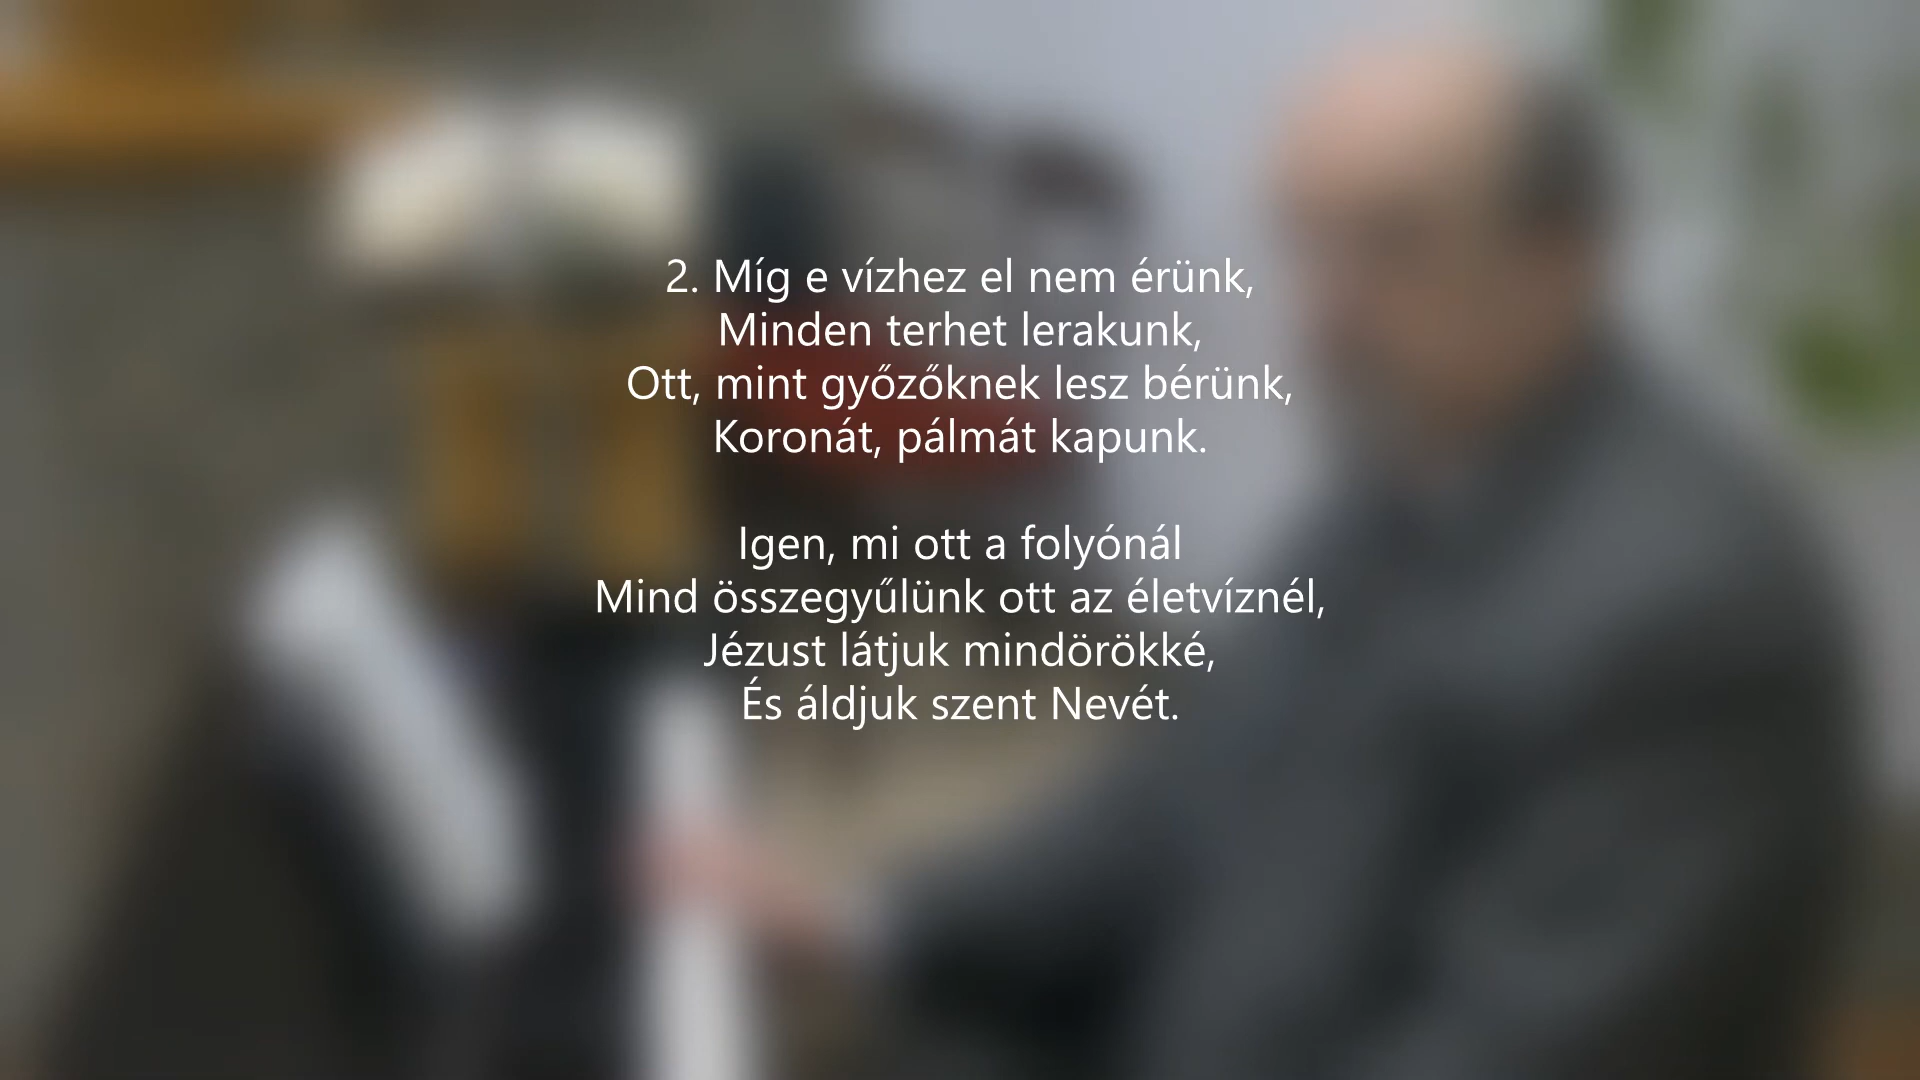 2. Míg e vízhez el nem érünk,
Minden terhet lerakunk,
Ott, mint győzőknek lesz bérünk,
Koronát, pálmát kapunk.
Igen, mi ott a folyónál
Mind összegyűlünk ott az életvíznél,
Jézust látjuk mindörökké,
És áldjuk szent Nevét.